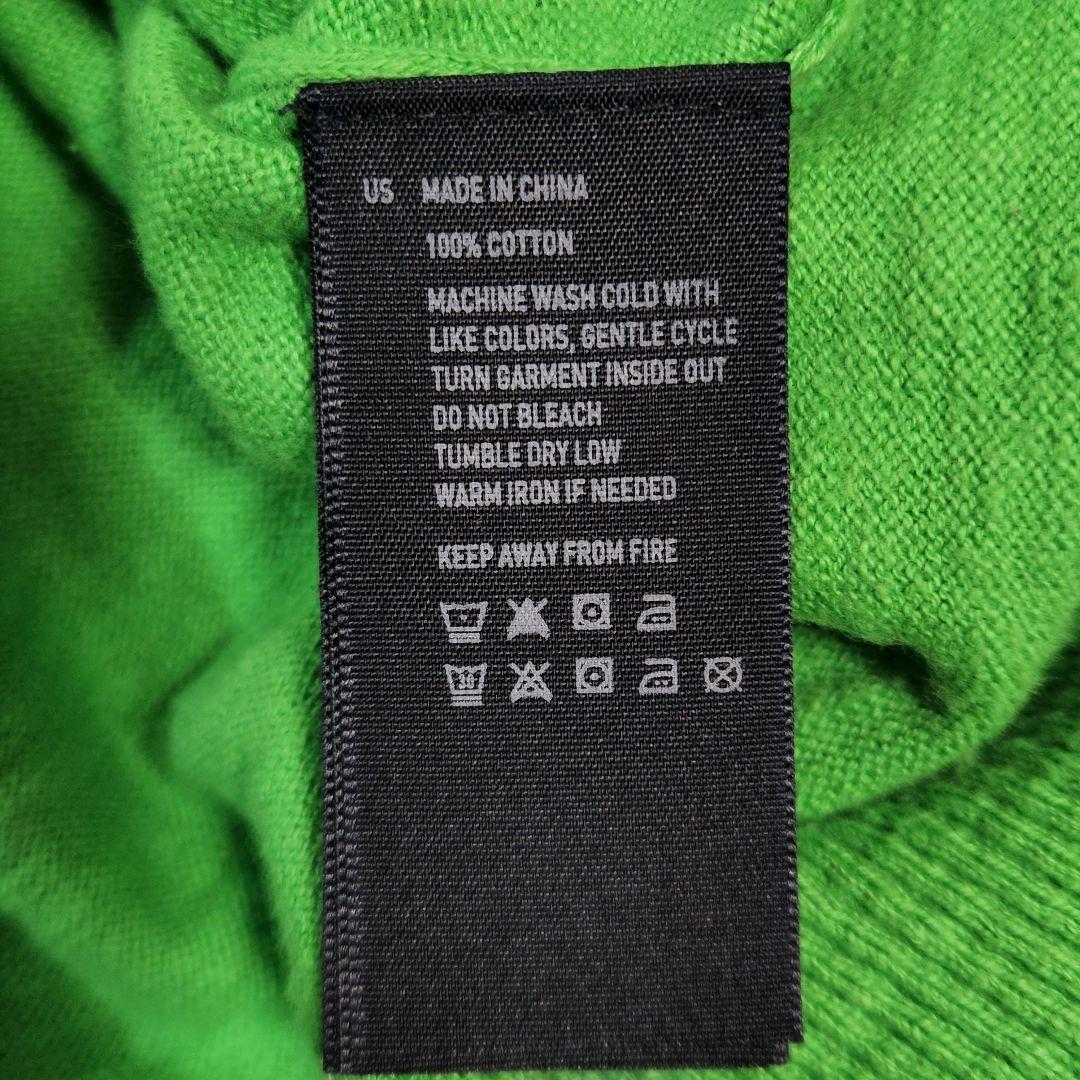 US MADE IN CHINA
100% COTTON
MACHINE WASH COLD WITH
LIKE COLORS, GENTLE CYCLE
TURN GARMENT INSIDE OUT
DO NOT BLEACH
TUMBLE DRY LOW
WARM IRON IF NEEDED
KEEP AWAY FROM FIRE
30